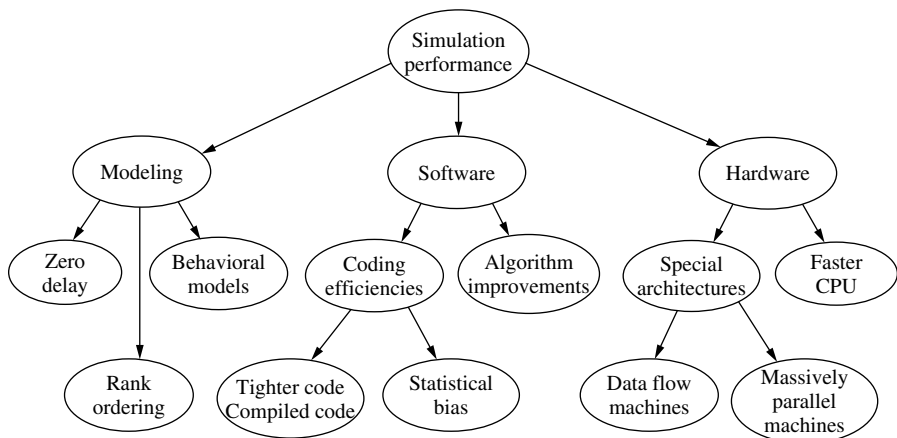 Simulation
performance
Modeling
Software
Hardware
Zero
delay
Behavioral
models
Coding
efficiencies
Algorithm
improvements
Special
architectures
Faster
CPU
Rank
ordering
Tighter code
Compiled code
Statistical
bias
Data flow
machines
Massively
parallel
machines